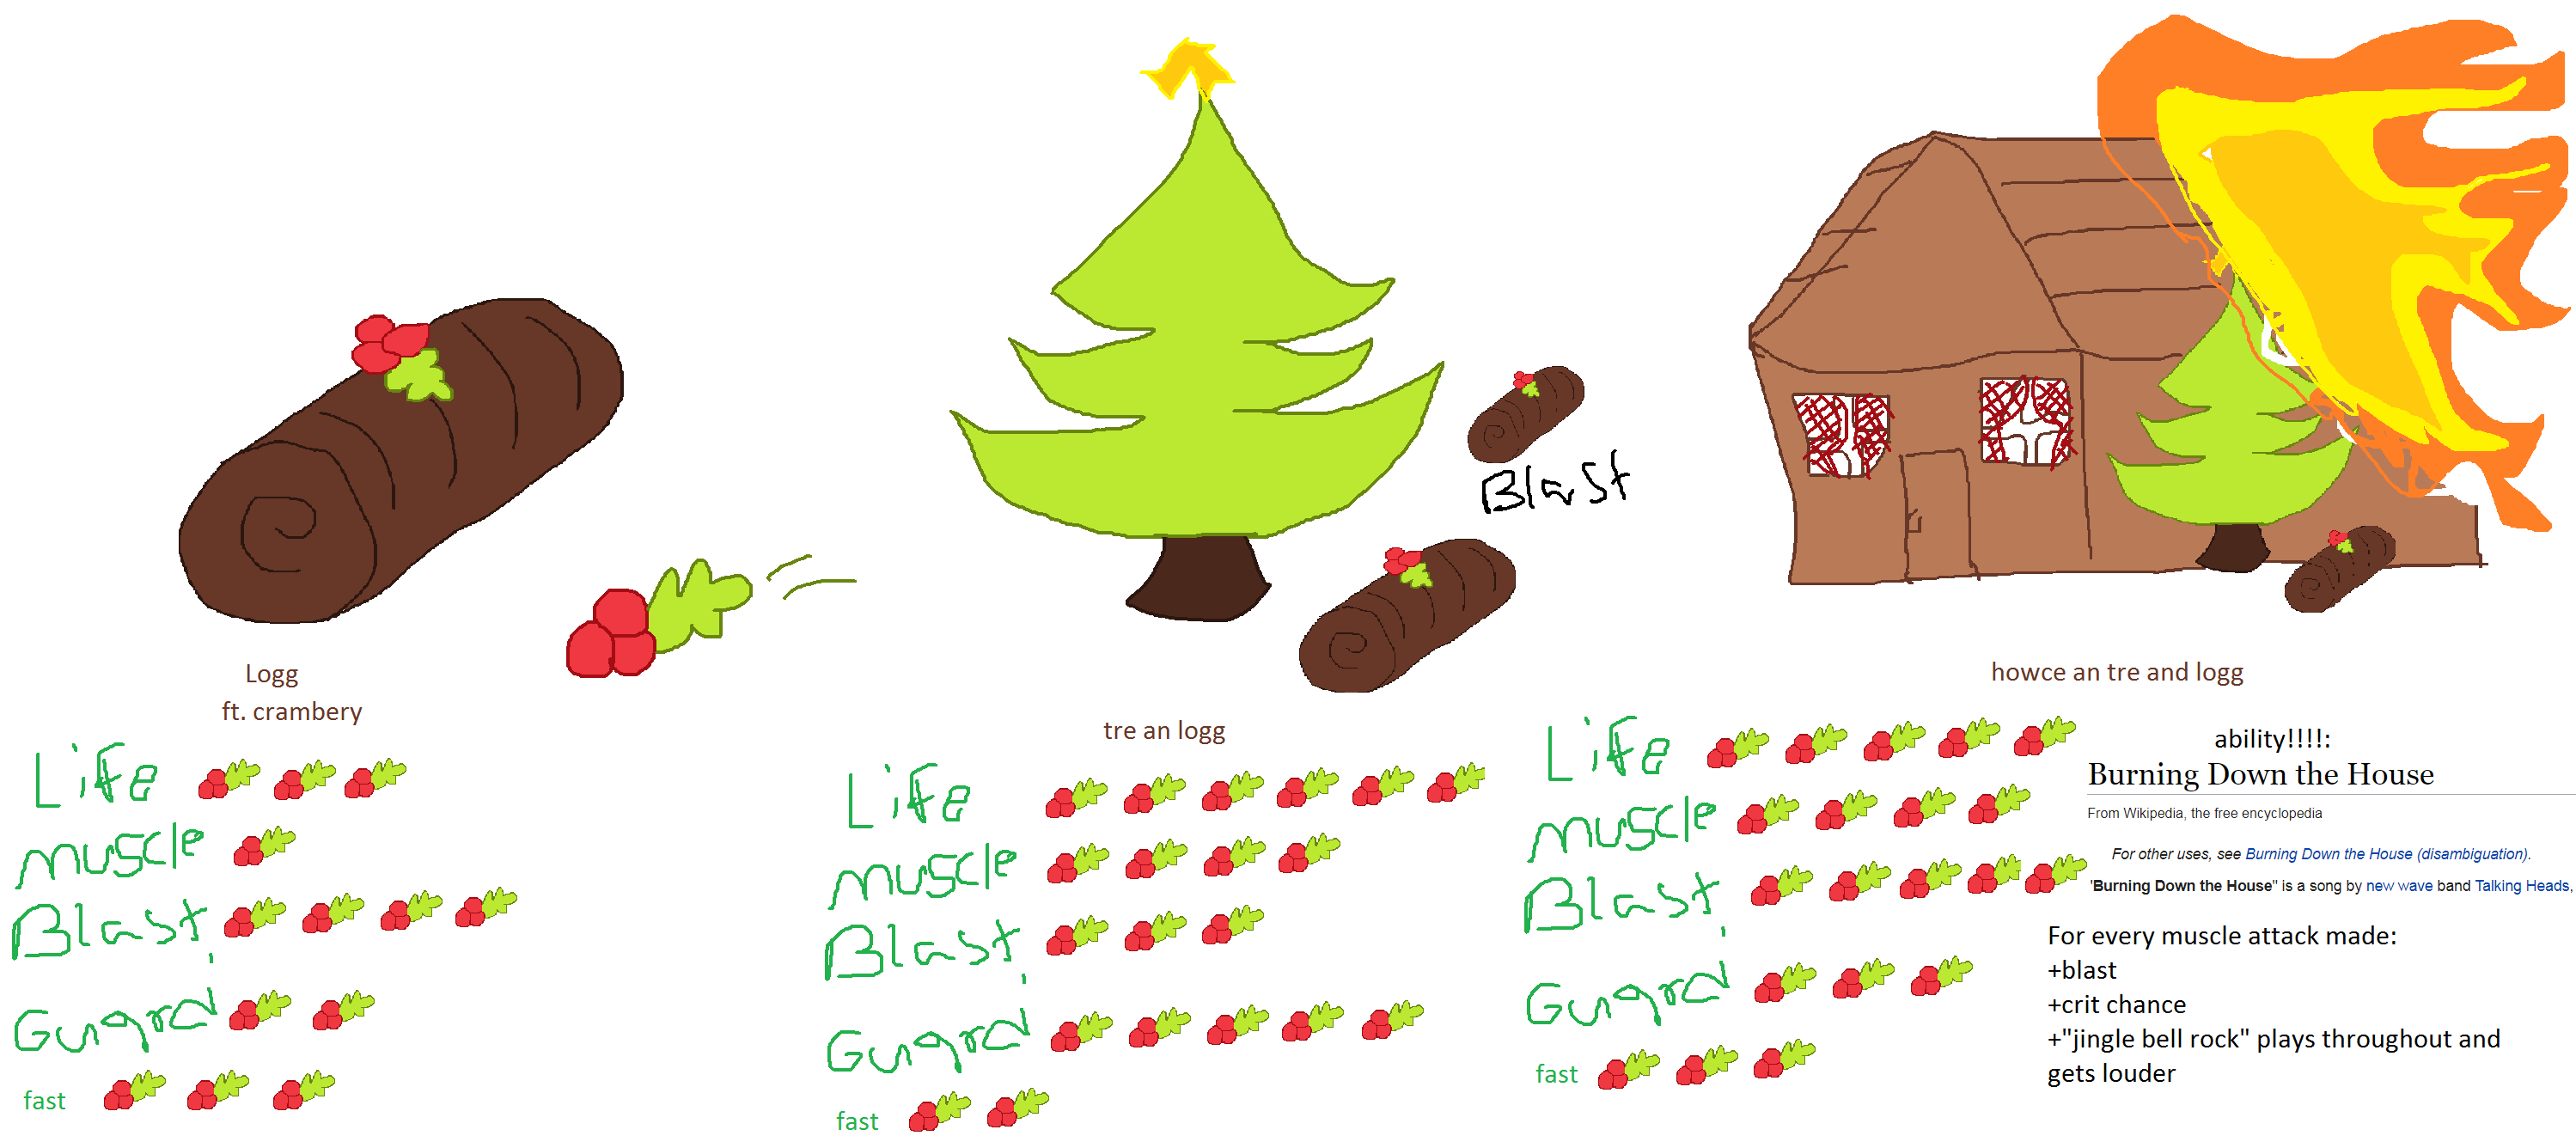 Blast
Logg
ft. crambery
Life
muscle
Blast
Guard
fast
tre an logg
Life
muscle
Blast
Guard
fast
howce an tre and logg
Life
muscle
Blast
Guard
fast
ability!!!!:
Burning Down the House
From Wikipedia, the free encyclopedia
For other uses, see Burning Down the House (disambiguation).
"Burning Down the House" is a song by new wave band Talking Heads,
For every muscle attack made:
+blast
+crit chance
+"jingle bell rock" plays throughout and
gets louder